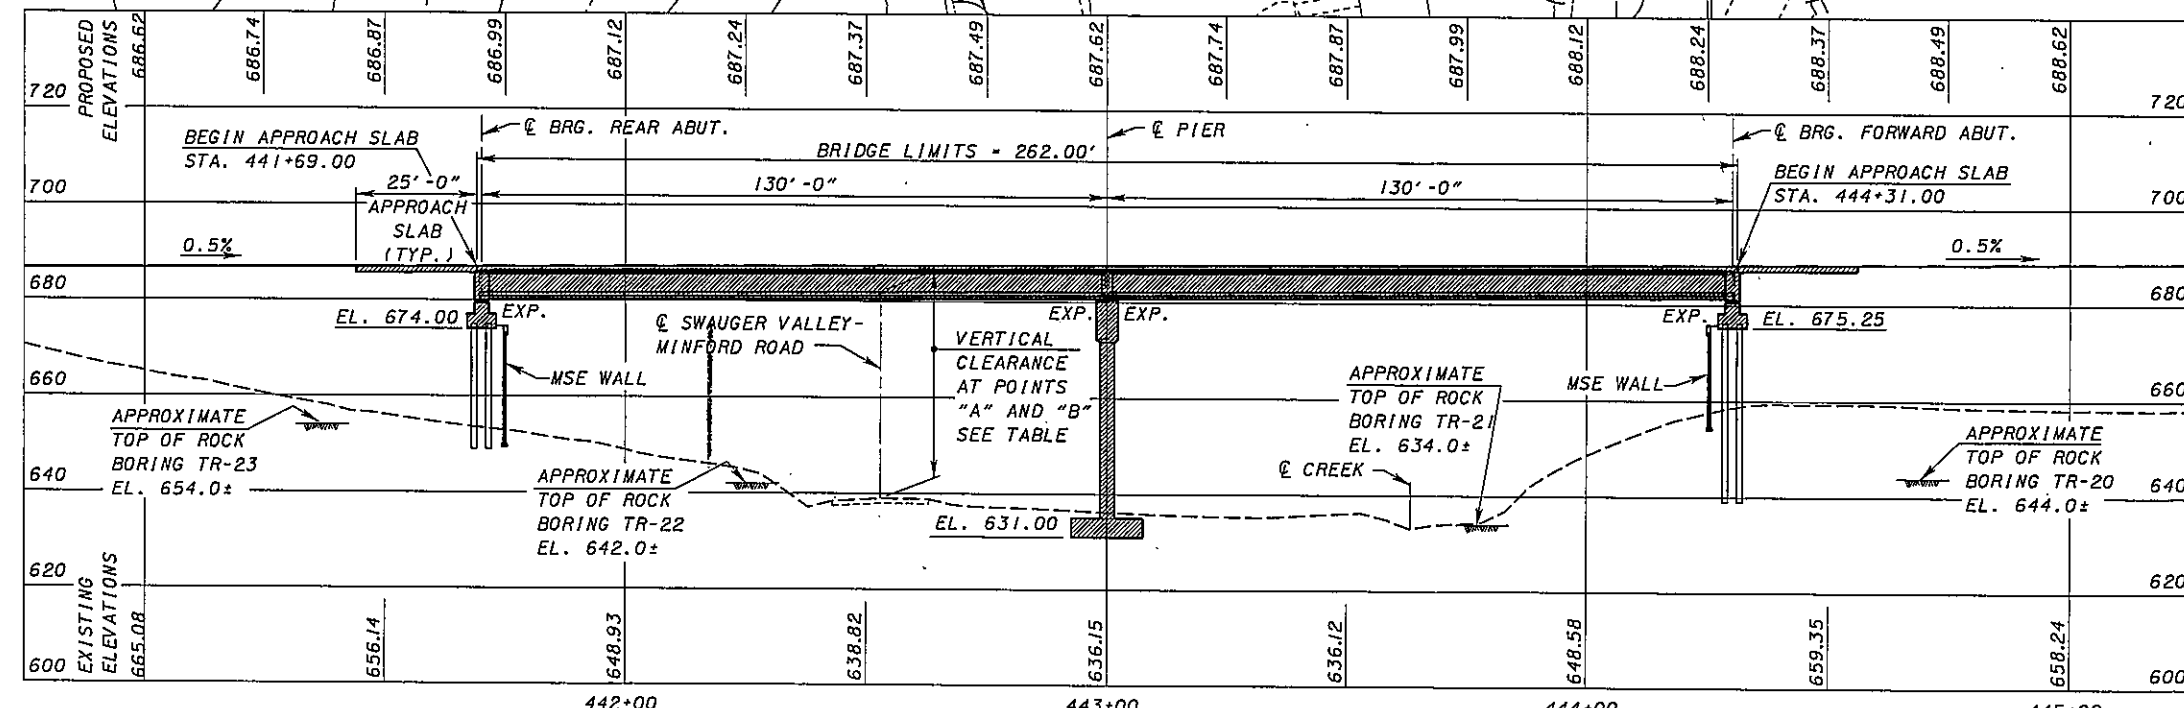 PROPOSED
ELEVATIONS
686.62
686.74
686.87
686.99
687.12
687.24
687.37
687.49
687.62
687.74
687.87
687.99
688.12
688.24
688.37
688.49
688.62
720
720
℄ BRG. REAR ABUT.
℄ PIER
℄ BRG. FORWARD ABUT.
BEGIN APPROACH SLAB
STA. 441+69.00
BRIDGE LIMITS = 262.00'
BEGIN APPROACH SLAB
STA. 444+31.00
700
25'-0"
130'-0"
130'-0"
700
APPROACH
SLAB
(TYP.)
0.5%
0.5%
680
680
EL. 674.00
EXP.
℄ SWAUGER VALLEY-
MINFORD ROAD
EXP.
EXP.
EXP.
EL. 675.25
VERTICAL
CLEARANCE
AT POINTS
"A" AND "B"
SEE TABLE
660
MSE WALL
APPROXIMATE
TOP OF ROCK
BORING TR-21
EL. 634.0±
MSE WALL
660
APPROXIMATE
TOP OF ROCK
BORING TR-23
EL. 654.0±
APPROXIMATE
TOP OF ROCK
BORING TR-20
EL. 644.0±
640
640
APPROXIMATE
TOP OF ROCK
BORING TR-22
EL. 642.0±
℄ CREEK
EL. 631.00
620
620
EXISTING
ELEVATIONS
665.08
656.14
648.93
638.82
636.15
636.12
648.58
659.35
658.24
600
600
442+00
443+00
444+00
445+00